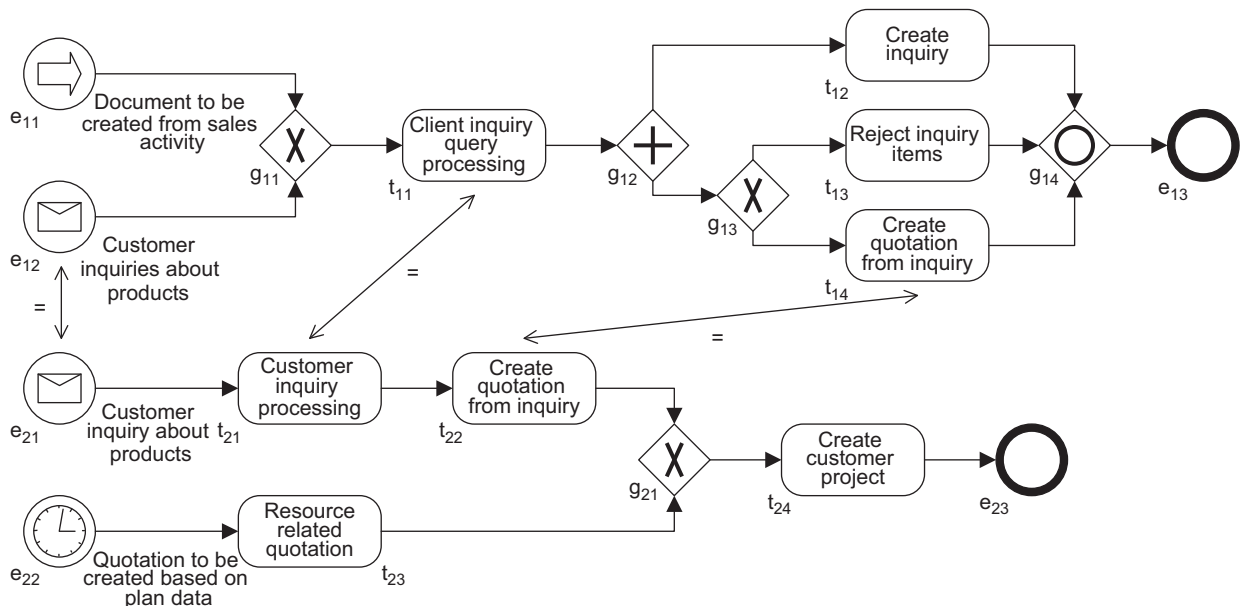 e11
Document to be
created from sales
activity
e12
Customer
inquiries about
products
g11
Client inquiry
query
processing
t11
g12
g13
Create
inquiry
t12
Reject inquiry
items
t13
Create
quotation
from inquiry
t14
g14
e13
=
=
=
e21
Customer
inquiry about
products
Customer
inquiry
processing
t21
Create
quotation
from inquiry
t22
g21
Create
customer
project
t24
e23
e22
Quotation to be
created based on
plan data
Resource
related
quotation
t23